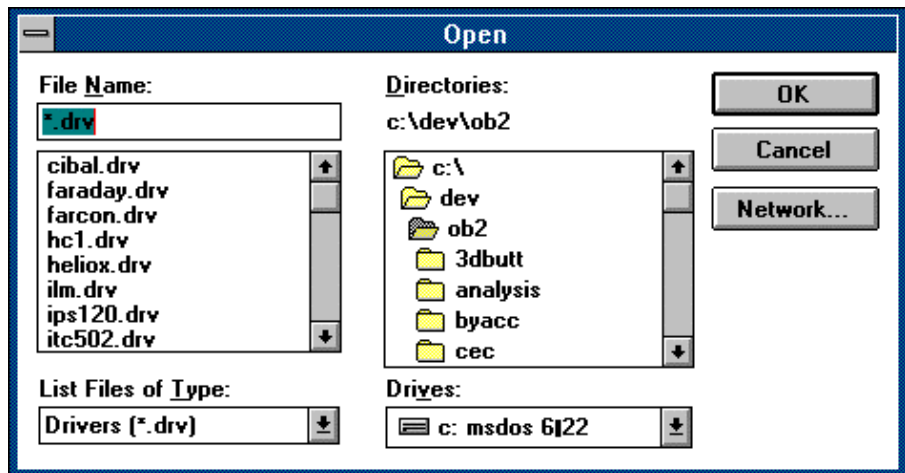 Open
File Name:
*.drv
cibal.drv
faraday.drv
farcon.drv
hc1.drv
heliox.drv
ilm.drv
ips120.drv
itc502.drv
List Files of Type:
Drivers (*.drv)
Directories:
c:\dev\ob2
c:\
dev
ob2
3dbutt
analysis
byacc
cec
Drives:
c: msdos 6|22
OK
Cancel
Network...